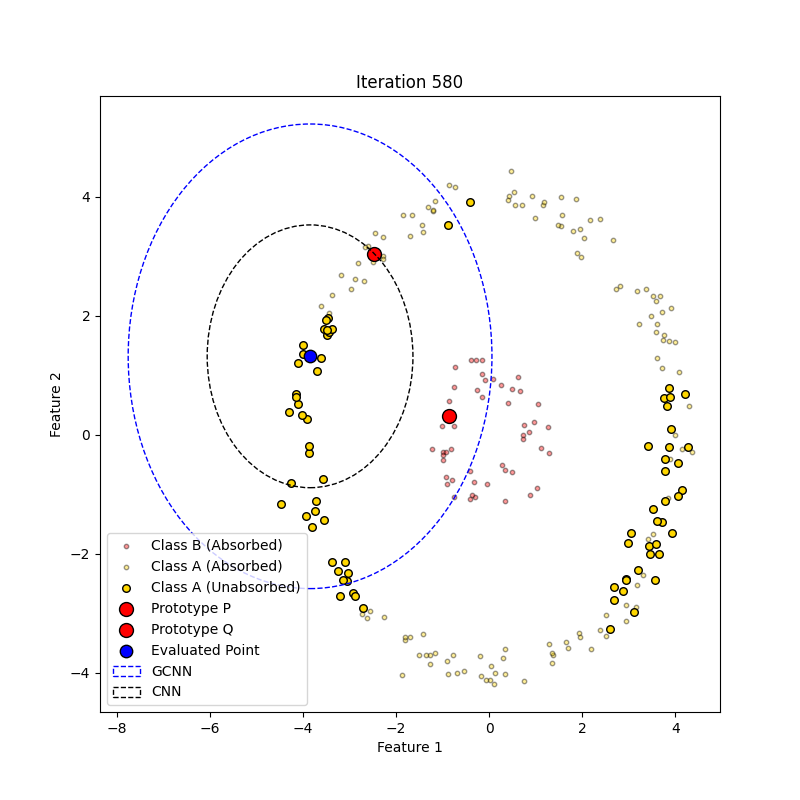 Iteration 580
Feature 2
4
2
0
−2
−4
Class B (Absorbed)
Class A (Absorbed)
Class A (Unabsorbed)
Prototype P
Prototype Q
Evaluated Point
GCNN
CNN
−8 −6 −4 −2 0 2 4
Feature 1